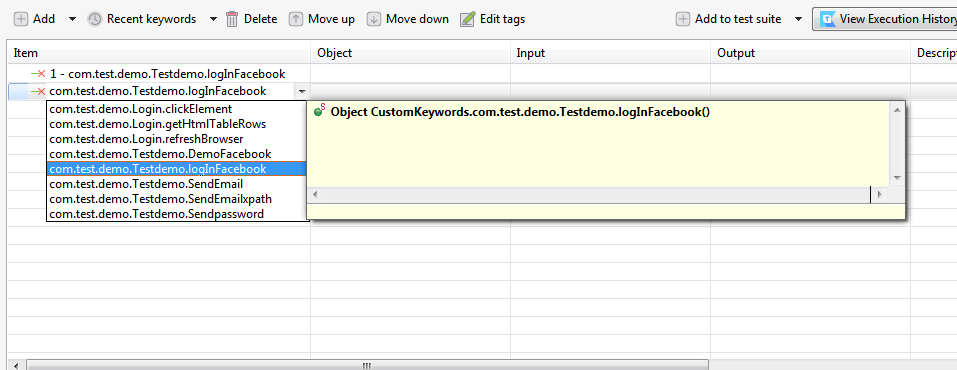 Add Recent keywords Delete Move up Move down Edit tags Add to test suite View Execution History
Item Object Input Output Descript
1 - com.test.demo.Testdemo.logInFacebook
com.test.demo.Testdemo.logInFacebook
com.test.demo.Login.clickElement
com.test.demo.Login.getHtmlTableRows
com.test.demo.Login.refreshBrowser
com.test.demo.Testdemo.DemoFacebook
com.test.demo.Testdemo.logInFacebook
com.test.demo.Testdemo.SendEmail
com.test.demo.Testdemo.SendEmailxpath
com.test.demo.Testdemo.Sendpassword
S Object CustomKeywords.com.test.demo.Testdemo.logInFacebook()